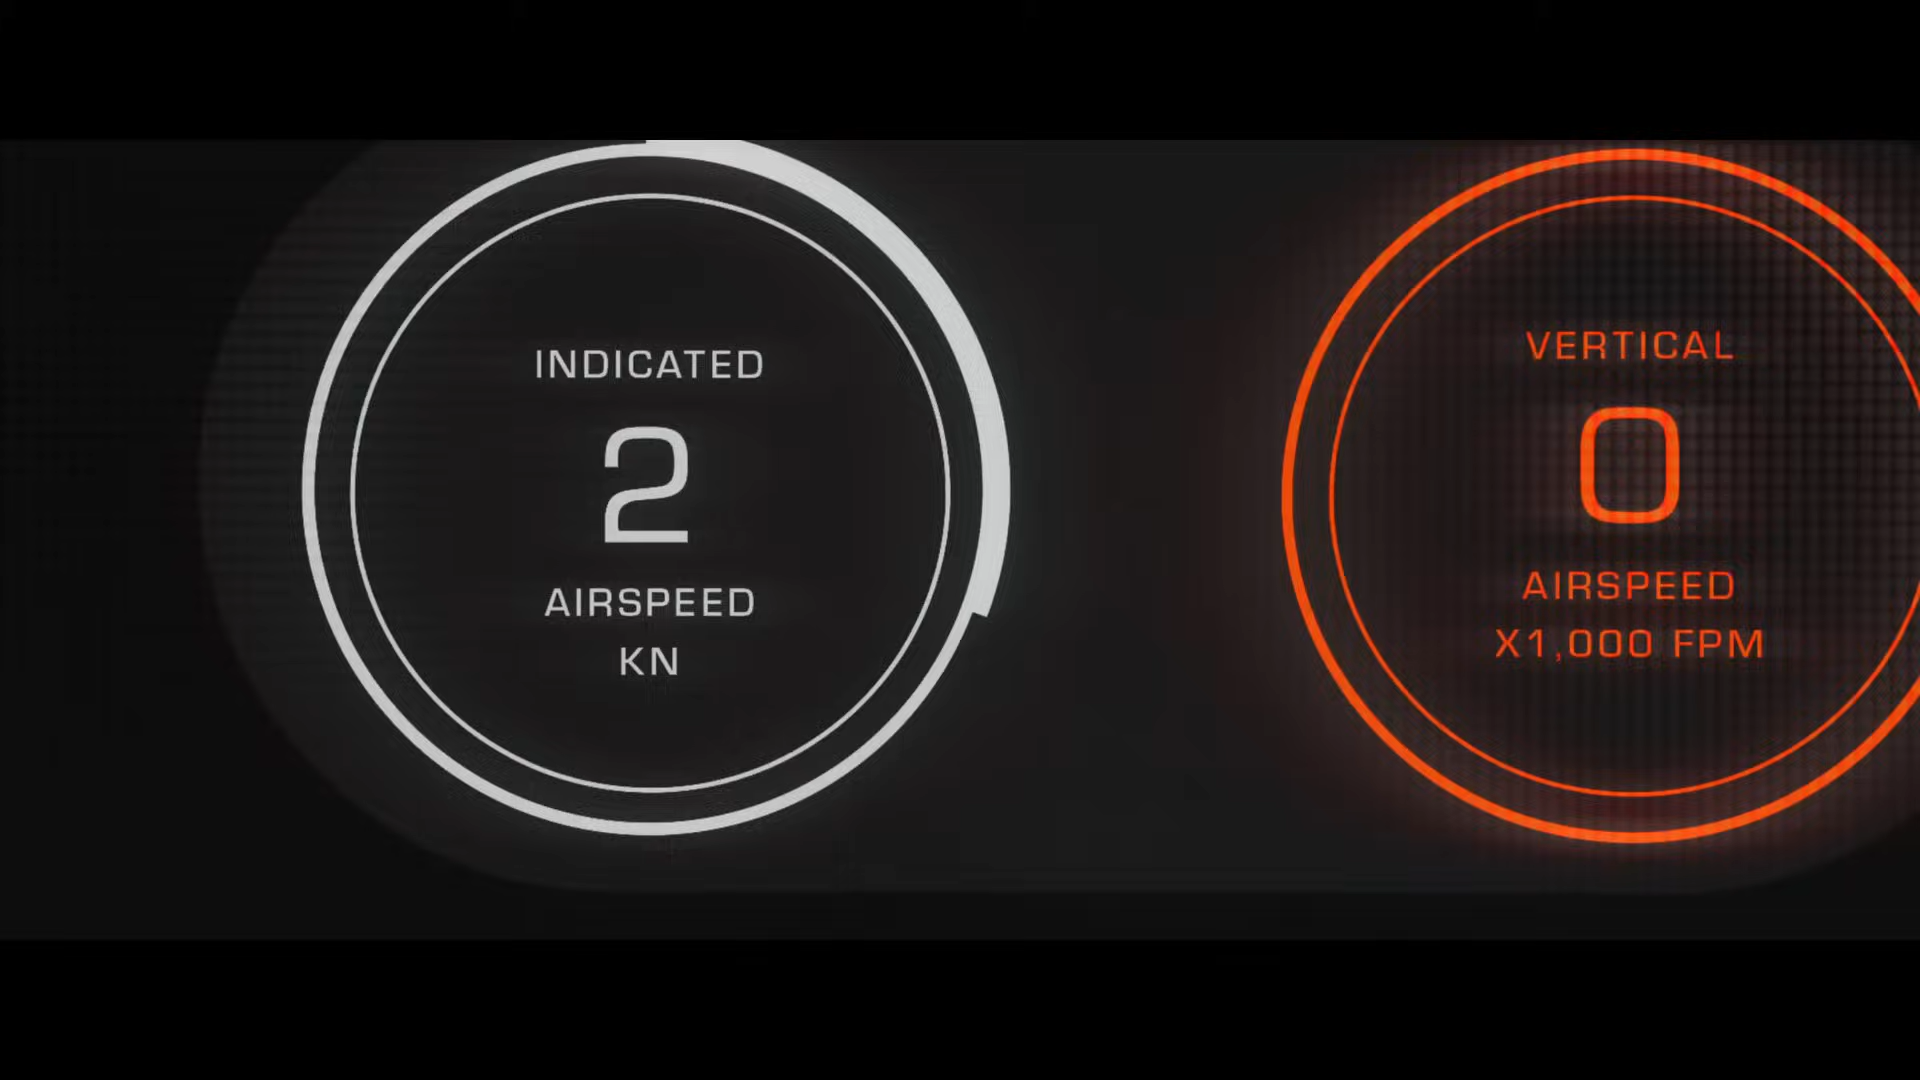 INDICATED
2
AIRSPEED
KN
VERTICAL
0
AIRSPEED
X1,000 FPM